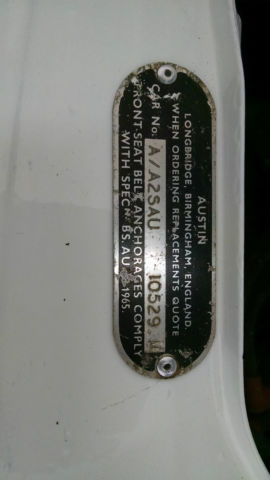 AUSTIN
LONGBRIDGE, BIRMINGHAM, ENGLAND.
WHEN ORDERING REPLACEMENTS QUOTE
CAR No. A/A2SAU 10529
FRONT SEAT BELT ANCHORAGES COMPLY
WITH SPECN BS. AU 1965.